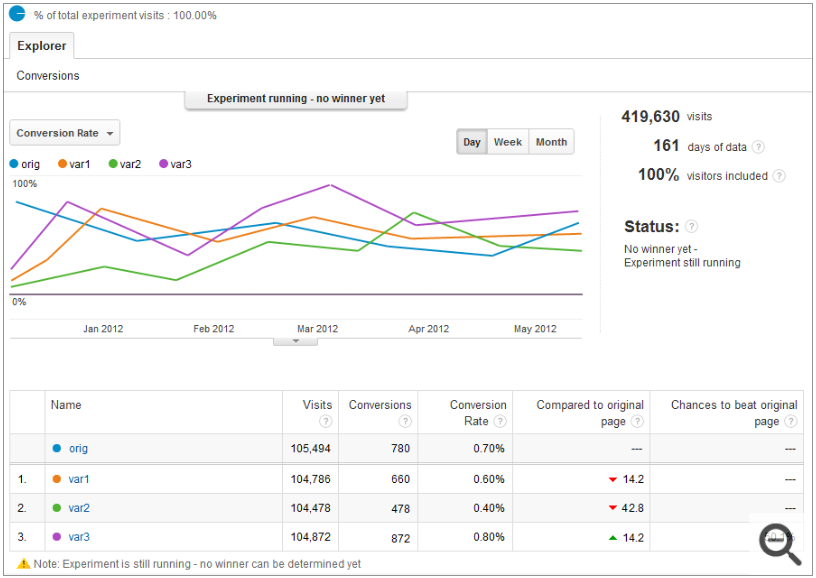 % of total experiment visits : 100.00%
Explorer
Conversions
Experiment running - no winner yet
419,630 visits
161 days of data ?
100% visitors included ?
Conversion Rate
Day Week Month
orig var1 var2 var3
100%
Status: ?
No winner yet -
Experiment still running
0%
Jan 2012 Feb 2012 Mar 2012 Apr 2012 May 2012
Name Visits ? Conversions ? Conversion Rate ? Compared to original page ? Chances to beat original page ?
orig 105,494 780 0.70% --- ---
1. var1 104,786 660 0.60% 14.2 ---
2. var2 104,478 478 0.40% 42.8 ---
3. var3 104,872 872 0.80% 14.2
Note: Experiment is still running - no winner can be determined yet